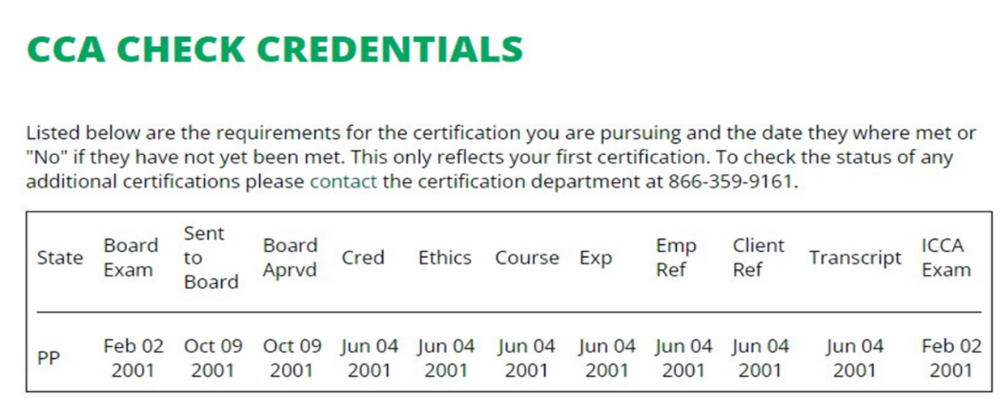 CCA CHECK CREDENTIALS
Listed below are the requirements for the certification you are pursuing and the date they where met or
"No" if they have not yet been met. This only reflects your first certification. To check the status of any
additional certifications please contact the certification department at 866-359-9161.
State Board Exam Sent to Board Board Aprvd Cred Ethics Course Exp Emp Ref Client Ref Transcript ICCA Exam
PP Feb 02 2001 Oct 09 2001 Oct 09 2001 Jun 04 2001 Jun 04 2001 Jun 04 2001 Jun 04 2001 Jun 04 2001 Jun 04 2001 Jun 04 2001 Feb 02 2001